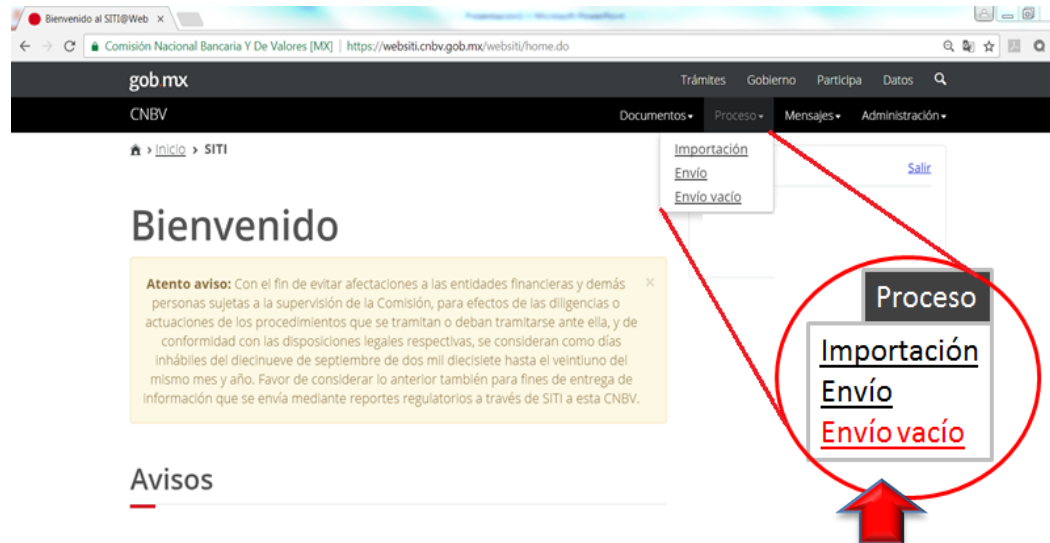 Bienvenido al SITI@Web ×
Comisión Nacional Bancaria Y De Valores [MX] | https://websiti.cnbv.gob.mx/websiti/home.do
gob.mx
Trámites Gobierno Participa Datos
CNBV
Documentos Proceso Mensajes Administración
> Inicio > SITI
Importación
Envío
Envío vacío
Salir
Bienvenido
Atento aviso: Con el fin de evitar afectaciones a las entidades financieras y demás ×
personas sujetas a la supervisión de la Comisión, para efectos de las diligencias o
actuaciones de los procedimientos que se tramitan o deban tramitarse ante ella, y de
conformidad con las disposiciones legales respectivas, se consideran como días
inhábiles del diecinueve de septiembre de dos mil diecisiete hasta el veintiuno del
mismo mes y año. Favor de considerar lo anterior también para fines de entrega de
información que se envía mediante reportes regulatorios a través de SITI a esta CNBV.
Proceso
Importación
Envío
Envío vacío
Avisos